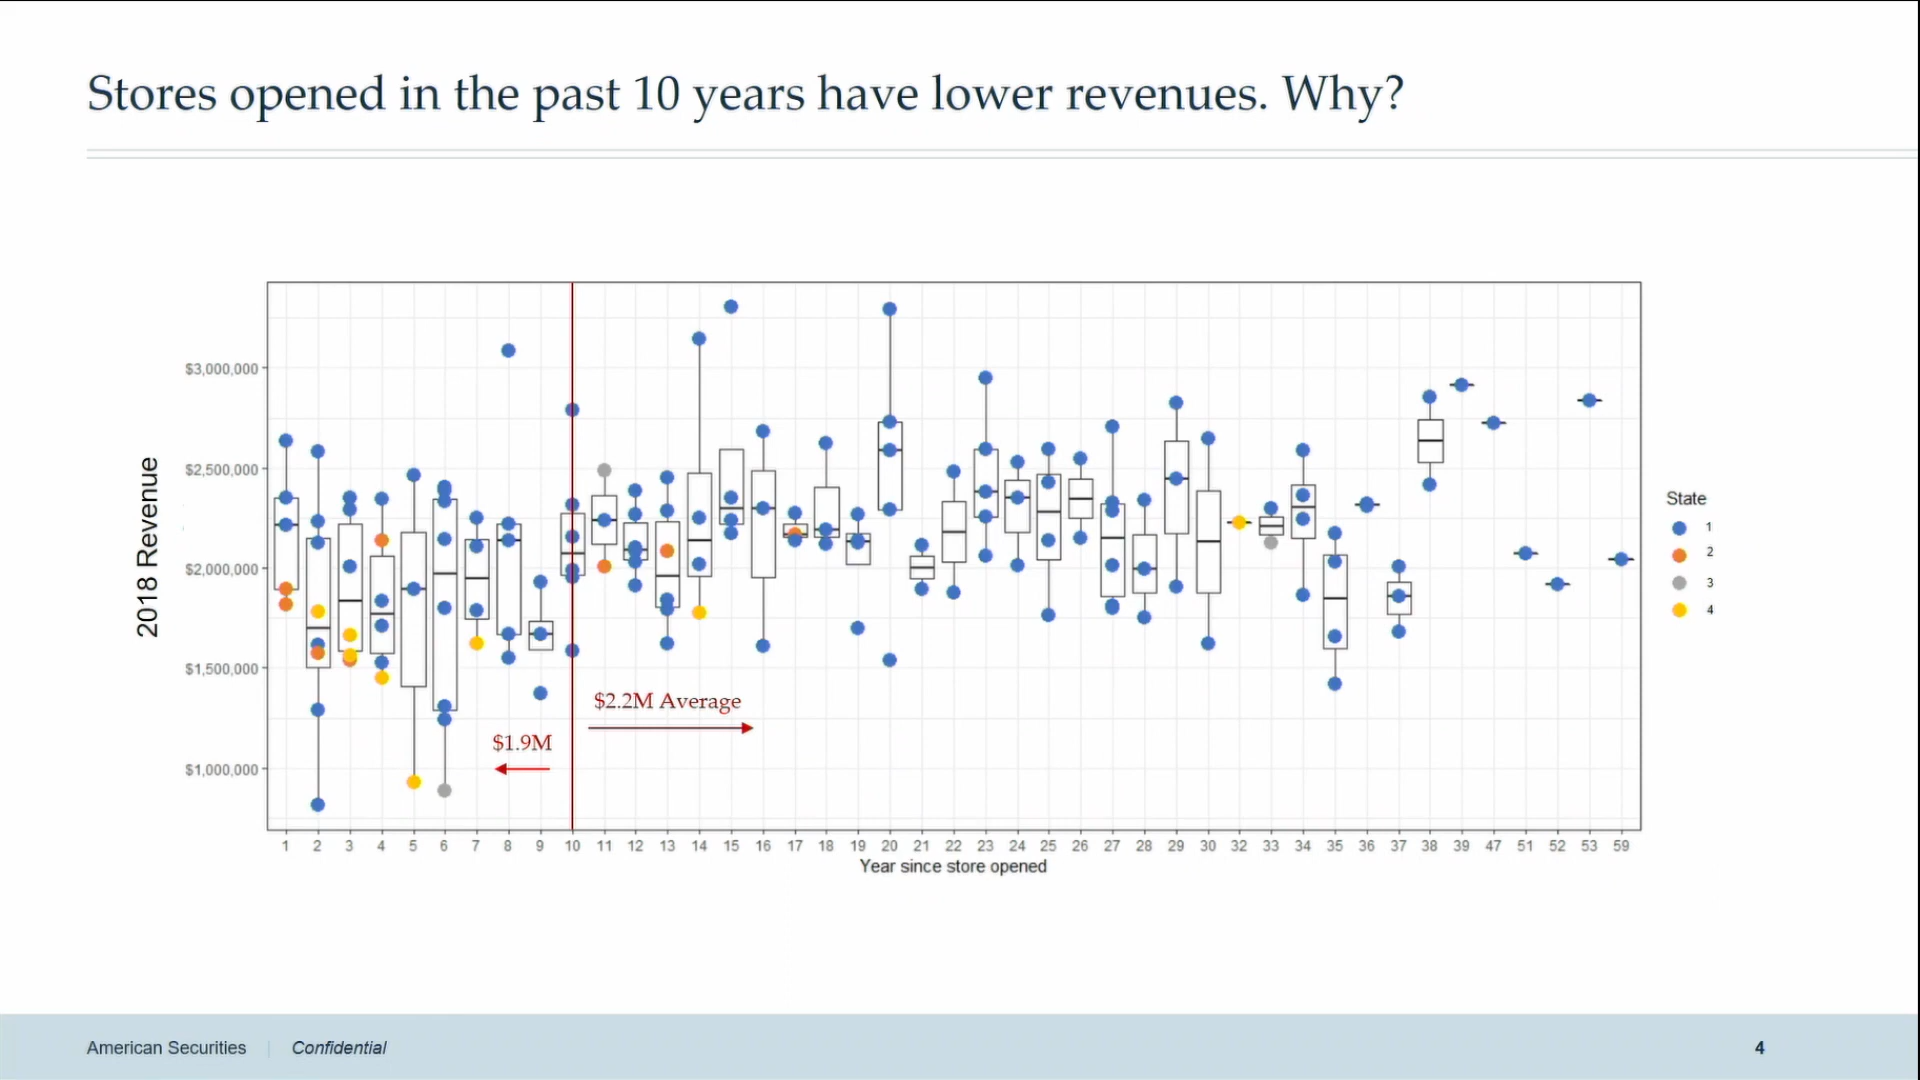 Stores opened in the past 10 years have lower revenues. Why?
2018 Revenue
$3,000,000
$2,500,000
$2,000,000
$1,500,000
$1,000,000
$2.2M Average
$1.9M
1 2 3 4 5 6 7 8 9 10 11 12 13 14 15 16 17 18 19 20 21 22 23 24 25 26 27 28 29 30 32 33 34 35 36 37 38 39 47 51 52 53 59
Year since store opened
State
1
2
3
4
American Securities | Confidential
4